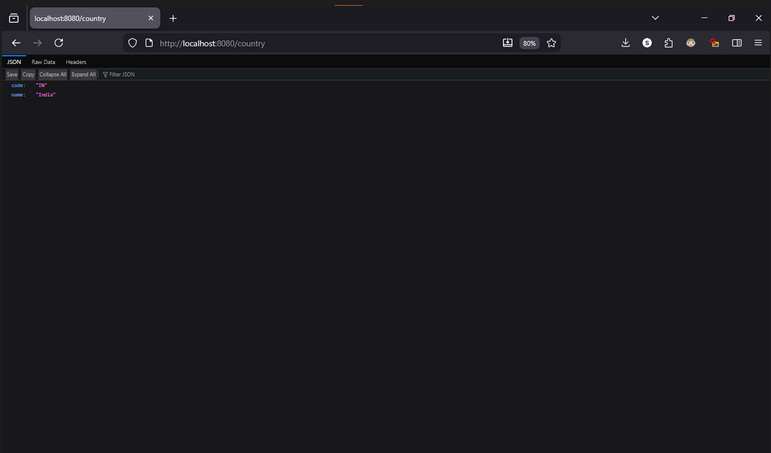 localhost:8080/country
http://localhost:8080/country
80%
S
JSON Raw Data Headers
Save Copy Collapse All Expand All Filter JSON
code: "IN"
name: "India"